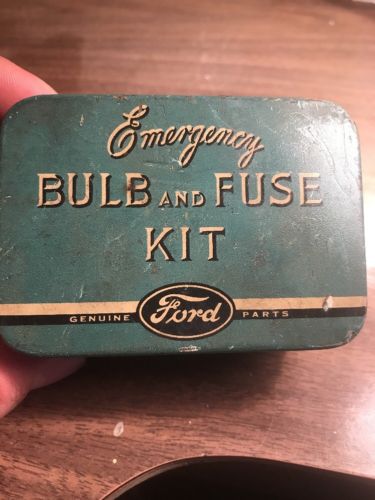 Emergency
BULB AND FUSE
KIT
GENUINE Ford PARTS